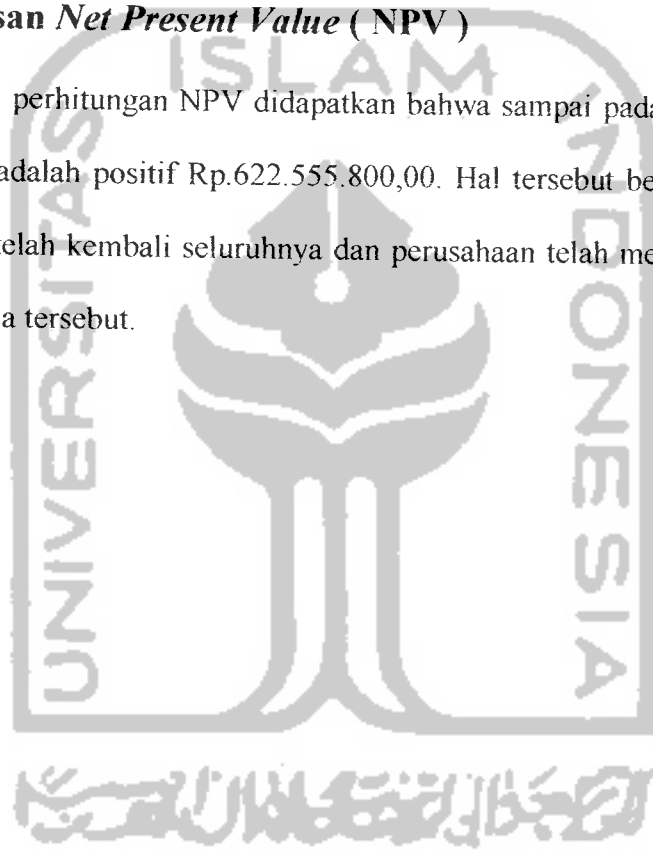 san Net Present Value ( NPV )
perhitungan NPV didapatkan bahwa sampai pada
adalah positif Rp.622.555.800,00. Hal tersebut be
telah kembali seluruhnya dan perusahaan telah me
a tersebut.
UNIVERSITAS
ISLAM
INDONESIA